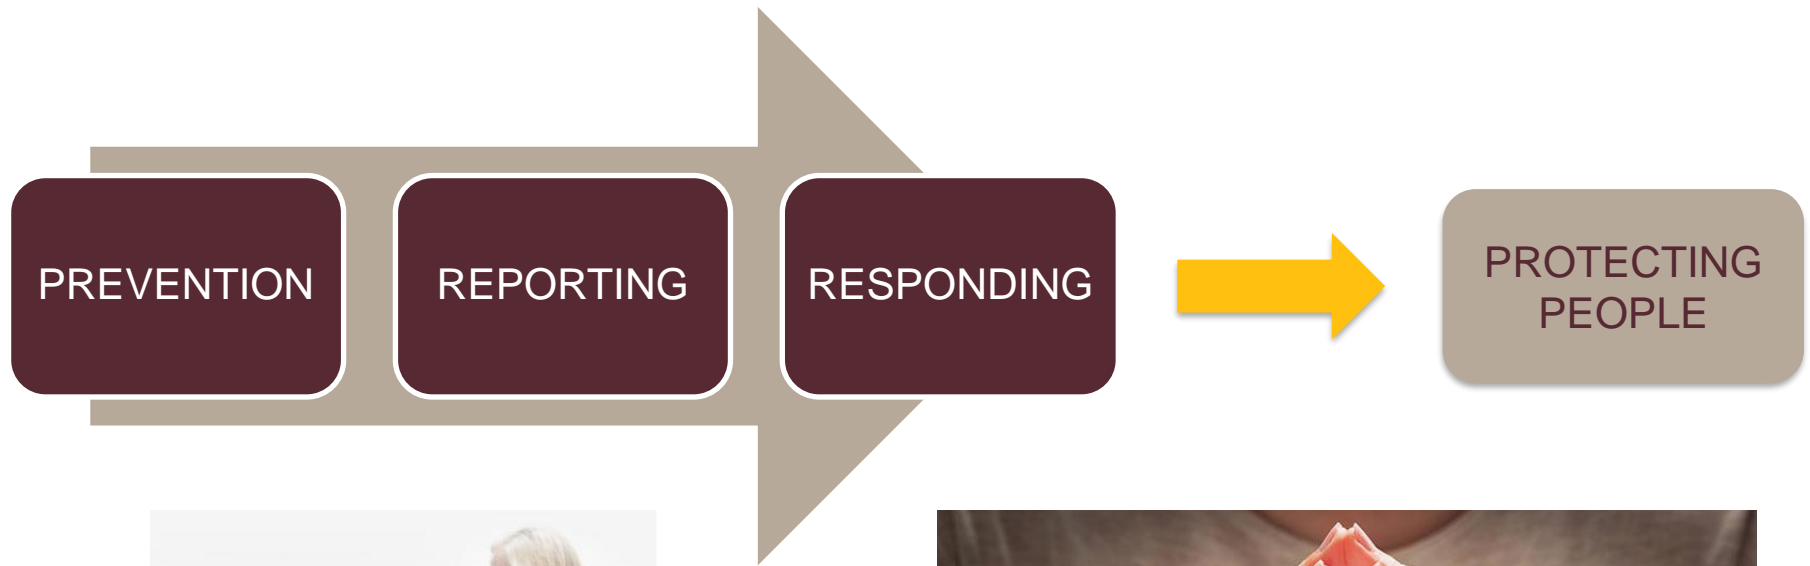 PREVENTION
REPORTING
RESPONDING
PROTECTING
PEOPLE